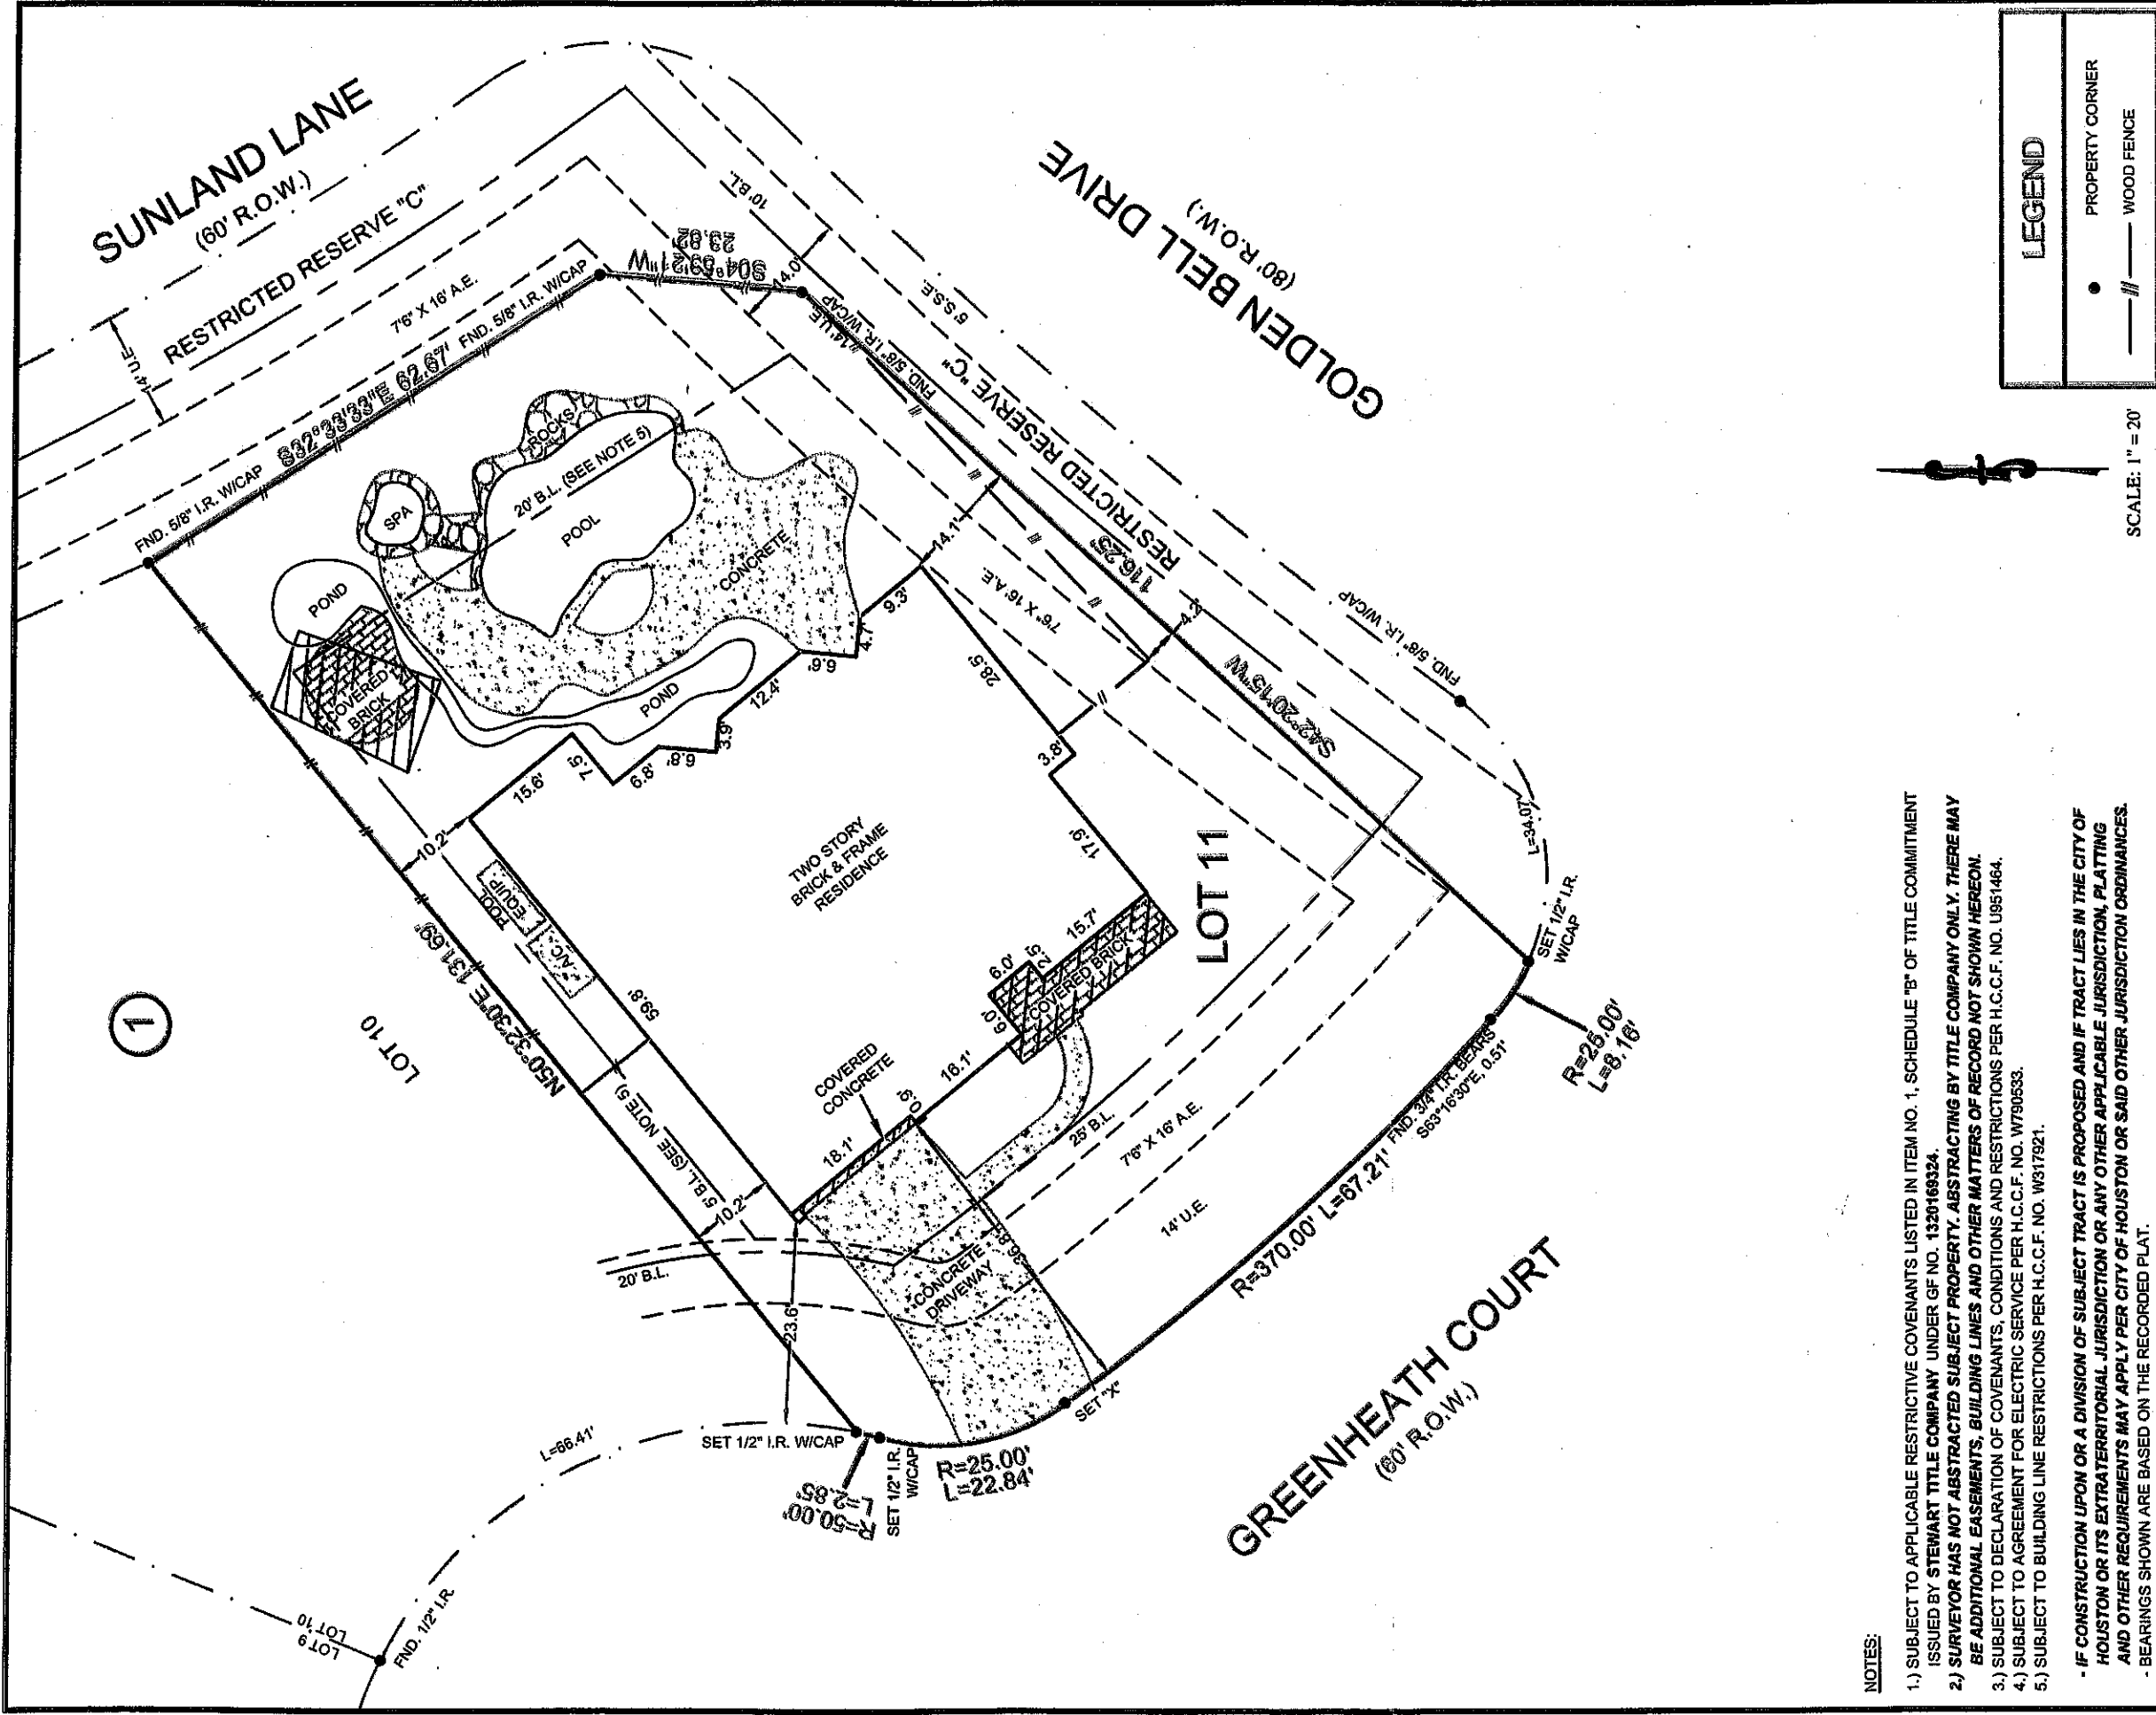 SUNLAND LANE
(60' R.O.W.)
RESTRICTED RESERVE "C"
14' U.E.
7'6" X 16' A.E.
FND. 5/8" I.R. W/CAP
S32°33'33"E 62.67'
FND. 5/8" I.R. W/CAP
S04°53'21"W
23.82'
10' B.L.
14.0'
14' U.E.
FND. 5/8" I.R. W/CAP
5' S.S.E.
GOLDEN BELL DRIVE
(80' R.O.W.)
RESTRICTED RESERVE "C"
116.25'
S42°20'15"W
FND. 5/8" I.R. W/CAP
L=34.07'
SPA
ROCKS
20' B.L. (SEE NOTE 5)
POOL
CONCRETE
POND
COVERED
BRICK
POND
14.1'
7'6" X 16' A.E.
4.2'
9.3'
4.7'
6.6'
12.4'
3.9'
6.8'
6.8'
7.5'
15.6'
10.2'
28.5'
3.8'
17.9'
TWO STORY
BRICK & FRAME
RESIDENCE
LOT 11
15.7'
2.5'
6.0'
6.0'
COVERED BRICK
18.1'
0.9'
COVERED
CONCRETE
18.1'
59.8'
POOL
EQUIP.
A/C
1
LOT 10
N50°32'30"E 131.69'
5' B.L. (SEE NOTE 5)
10.2'
20' B.L.
23.6'
CONCRETE
DRIVEWAY
36.8'
25' B.L.
7'6" X 16' A.E.
14' U.E.
FND. 3/4" I.R. BEARS
S63°16'30"E, 0.51'
R=370.00' L=67.21'
SET 1/2" I.R.
W/CAP
R=25.00'
L=8.16'
SET "X"
GREENHEATH COURT
(60' R.O.W.)
R=25.00'
L=22.84'
SET 1/2" I.R.
W/CAP
R=50.00'
L=2.85'
SET 1/2" I.R. W/CAP
L=66.41'
LOT 9
LOT 10
FND. 1/2" I.R.
LEGEND
PROPERTY CORNER
WOOD FENCE
SCALE: 1" = 20'
NOTES:
1.) SUBJECT TO APPLICABLE RESTRICTIVE COVENANTS LISTED IN ITEM NO. 1, SCHEDULE "B" OF TITLE COMMITMENT
ISSUED BY STEWART TITLE COMPANY UNDER GF NO. 1320169324.
2.) SURVEYOR HAS NOT ABSTRACTED SUBJECT PROPERTY. ABSTRACTING BY TITLE COMPANY ONLY. THERE MAY
BE ADDITIONAL EASEMENTS, BUILDING LINES AND OTHER MATTERS OF RECORD NOT SHOWN HEREON.
3.) SUBJECT TO DECLARATION OF COVENANTS, CONDITIONS AND RESTRICTIONS PER H.C.C.F. NO. U951464.
4.) SUBJECT TO AGREEMENT FOR ELECTRIC SERVICE PER H.C.C.F. NO. W790533.
5.) SUBJECT TO BUILDING LINE RESTRICTIONS PER H.C.C.F. NO. W317921.
- IF CONSTRUCTION UPON OR A DIVISION OF SUBJECT TRACT IS PROPOSED AND IF TRACT LIES IN THE CITY OF
HOUSTON OR ITS EXTRATERRITORIAL JURISDICTION OR ANY OTHER APPLICABLE JURISDICTION, PLATTING
AND OTHER REQUIREMENTS MAY APPLY PER CITY OF HOUSTON OR SAID OTHER JURISDICTION ORDINANCES.
- BEARINGS SHOWN ARE BASED ON THE RECORDED PLAT.